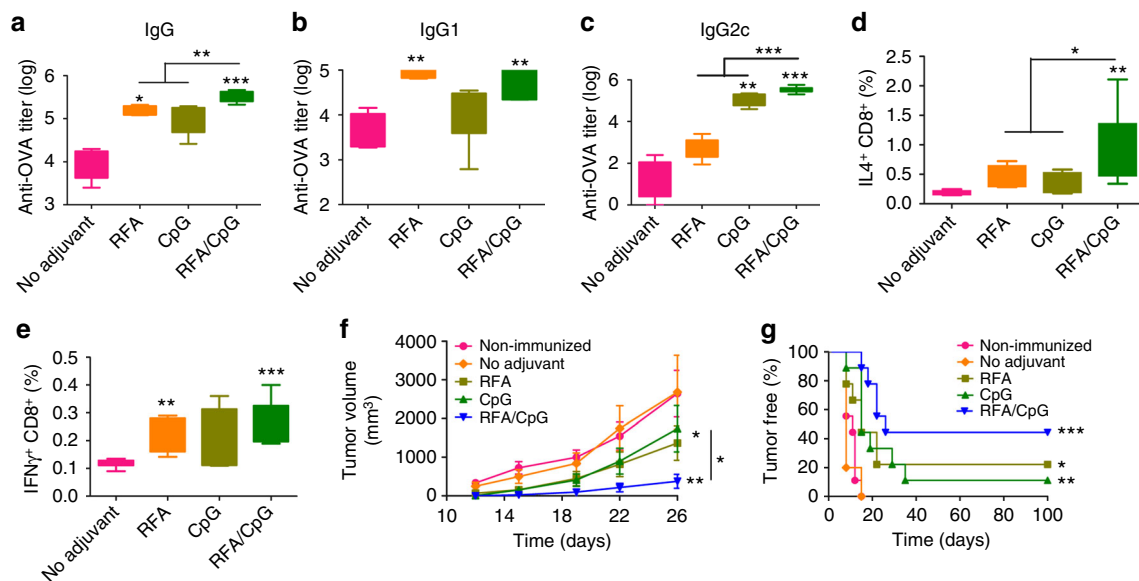 a
IgG
Anti-OVA titer (log)
6
5
4
3
*
**
***
No adjuvant
RFA
CpG
RFA/CpG
b
IgG1
Anti-OVA titer (log)
5
4
3
2
**
**
No adjuvant
RFA
CpG
RFA/CpG
c
IgG2c
Anti-OVA titer (log)
6
4
2
0
**
***
***
No adjuvant
RFA
CpG
RFA/CpG
d
IL4⁺ CD8⁺ (%)
2.5
2.0
1.5
1.0
0.5
0.0
*
**
No adjuvant
RFA
CpG
RFA/CpG
e
IFNγ⁺ CD8⁺ (%)
0.5
0.4
0.3
0.2
0.1
0.0
**
***
No adjuvant
RFA
CpG
RFA/CpG
f
Tumor volume
(mm³)
4000
3000
2000
1000
0
Non-immunized
No adjuvant
RFA
CpG
RFA/CpG
*
*
**
10 14 18 22 26
Time (days)
g
Tumor free (%)
100
80
60
40
20
0
Non-immunized
No adjuvant
RFA
CpG
RFA/CpG
***
*
**
0 20 40 60 80 100
Time (days)